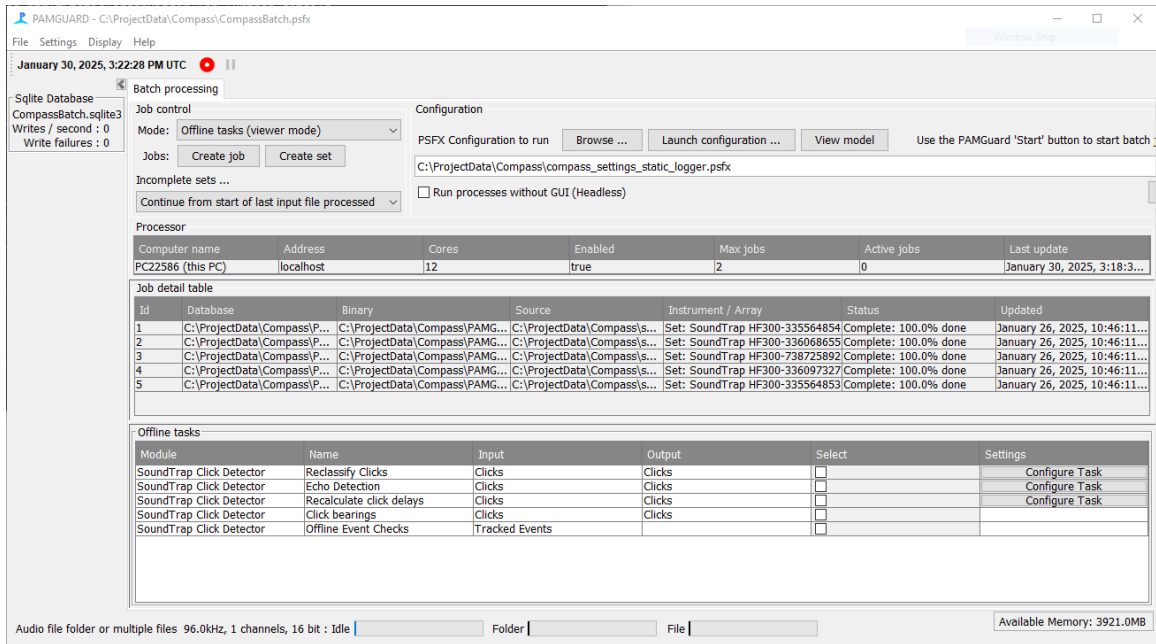 PAMGUARD - C:\ProjectData\Compass\CompassBatch.psfx
File Settings Display Help
Window Snip
January 30, 2025, 3:22:28 PM UTC
Sqlite Database
CompassBatch.sqlite3
Writes / second : 0
Write failures : 0
Batch processing
Job control
Mode: Offline tasks (viewer mode)
Jobs: Create job Create set
Incomplete sets ...
Continue from start of last input file processed
Configuration
PSFX Configuration to run Browse ... Launch configuration ... View model Use the PAMGuard 'Start' button to start batch
C:\ProjectData\Compass\compass_settings_static_logger.psfx
Run processes without GUI (Headless)
Processor
Computer name Address Cores Enabled Max jobs Active jobs Last update
PC22586 (this PC) localhost 12 true 2 0 January 30, 2025, 3:18:3...
Job detail table
Id Database Binary Source Instrument / Array Status Updated
1 C:\ProjectData\Compass\P... C:\ProjectData\Compass\PAMG... C:\ProjectData\Compass\s... Set: SoundTrap HF300-335564854 Complete: 100.0% done January 26, 2025, 10:46:11...
2 C:\ProjectData\Compass\P... C:\ProjectData\Compass\PAMG... C:\ProjectData\Compass\s... Set: SoundTrap HF300-336068655 Complete: 100.0% done January 26, 2025, 10:46:11...
3 C:\ProjectData\Compass\P... C:\ProjectData\Compass\PAMG... C:\ProjectData\Compass\s... Set: SoundTrap HF300-738725892 Complete: 100.0% done January 26, 2025, 10:46:11...
4 C:\ProjectData\Compass\P... C:\ProjectData\Compass\PAMG... C:\ProjectData\Compass\s... Set: SoundTrap HF300-336097327 Complete: 100.0% done January 26, 2025, 10:46:11...
5 C:\ProjectData\Compass\P... C:\ProjectData\Compass\PAMG... C:\ProjectData\Compass\s... Set: SoundTrap HF300-335564853 Complete: 100.0% done January 26, 2025, 10:46:11...
Offline tasks
Module Name Input Output Select Settings
SoundTrap Click Detector Reclassify Clicks Clicks Clicks Configure Task
SoundTrap Click Detector Echo Detection Clicks Clicks Configure Task
SoundTrap Click Detector Recalculate click delays Clicks Clicks Configure Task
SoundTrap Click Detector Click bearings Clicks Clicks
SoundTrap Click Detector Offline Event Checks Tracked Events
Audio file folder or multiple files 96.0kHz, 1 channels, 16 bit : Idle Folder File Available Memory: 3921.0MB